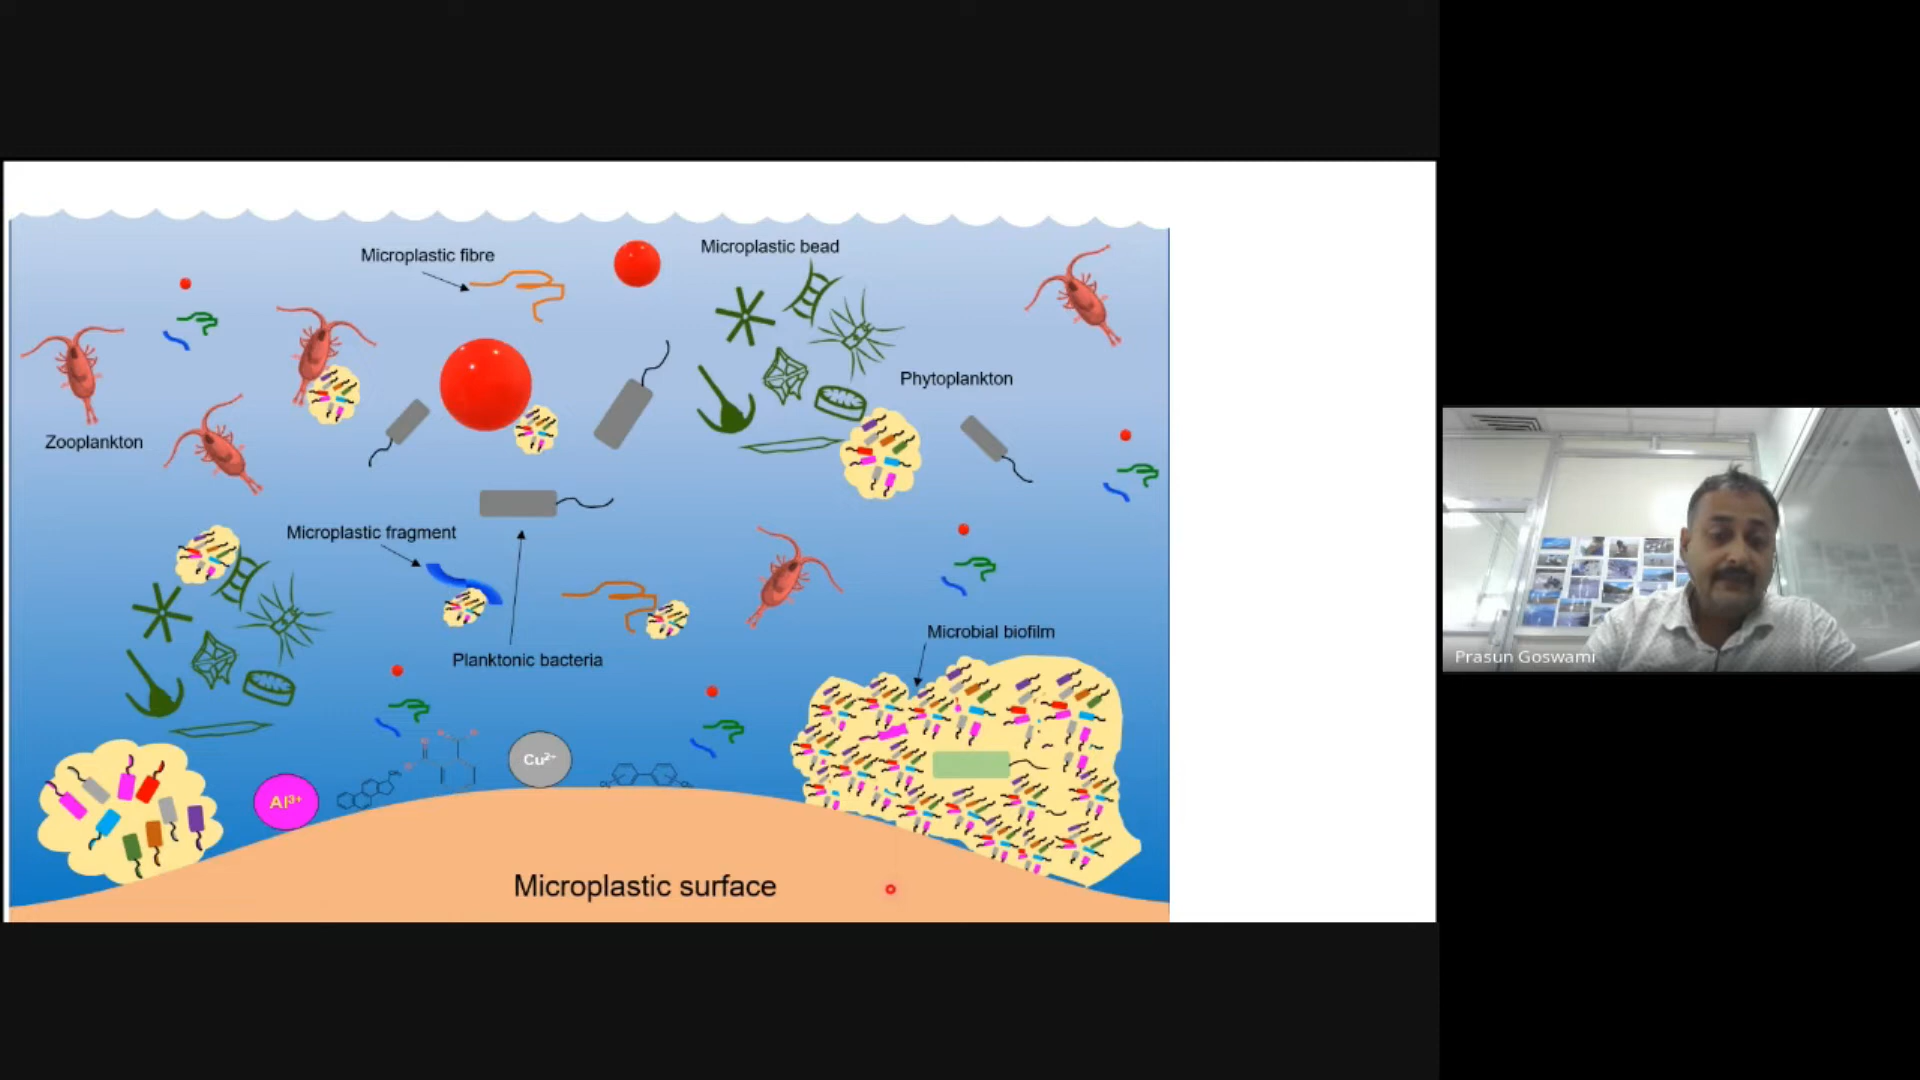 Microplastic fibre
Microplastic bead
Phytoplankton
Zooplankton
Microplastic fragment
Planktonic bacteria
Microbial biofilm
Cu²⁺
Al³⁺
Microplastic surface
Prasun Goswami